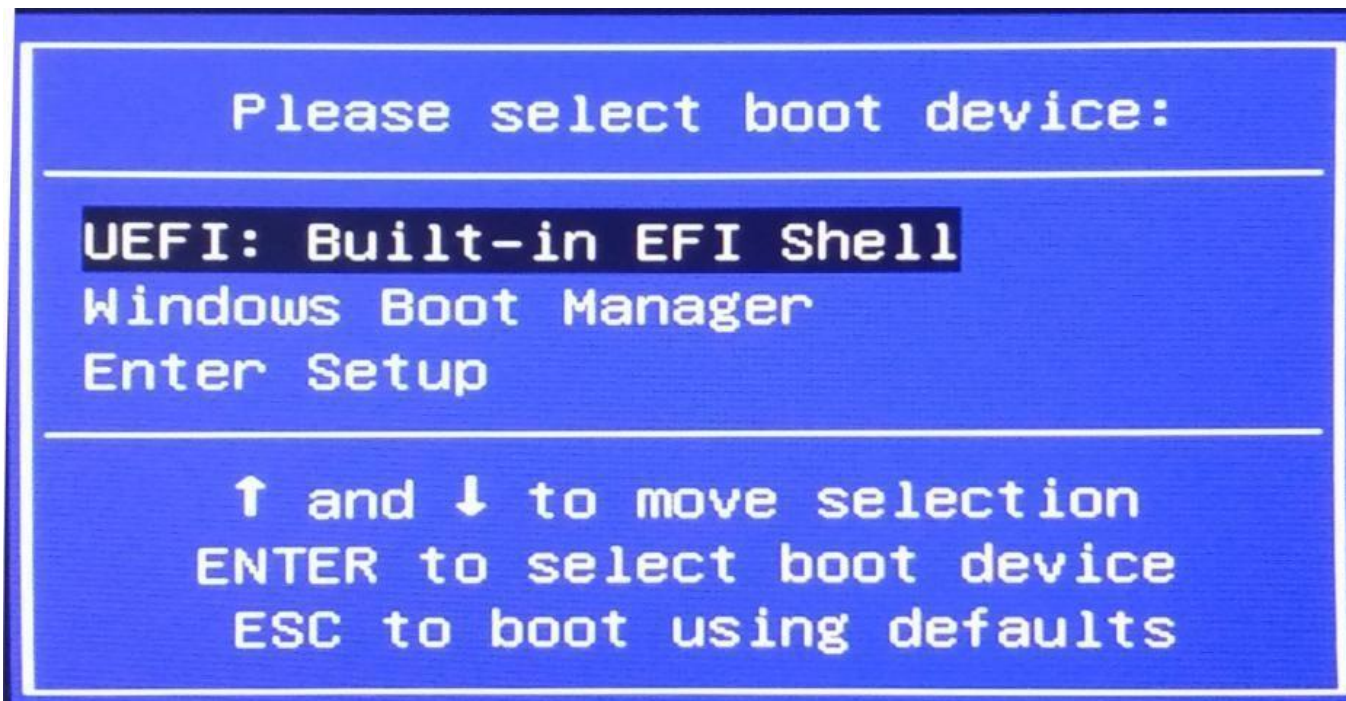 Please select boot device:
UEFI: Built-in EFI Shell
Windows Boot Manager
Enter Setup
↑ and ↓ to move selection
ENTER to select boot device
ESC to boot using defaults